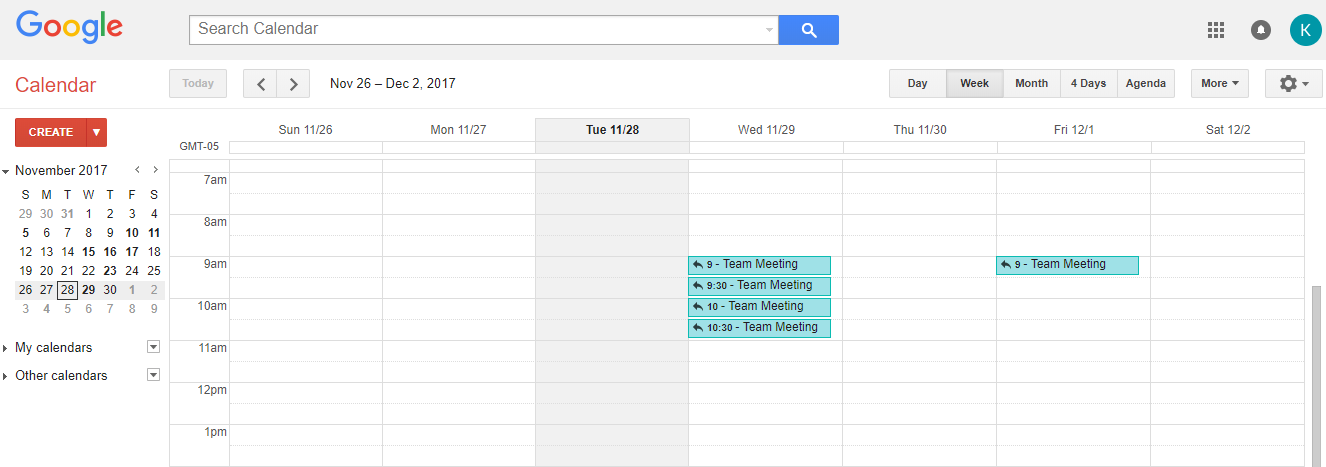 Google
Search Calendar
K
Calendar
Today
Nov 26 – Dec 2, 2017
Day Week Month 4 Days Agenda
More
CREATE
Sun 11/26 Mon 11/27 Tue 11/28 Wed 11/29 Thu 11/30 Fri 12/1 Sat 12/2
GMT-05
November 2017
S M T W T F S
29 30 31 1 2 3 4
5 6 7 8 9 10 11
12 13 14 15 16 17 18
19 20 21 22 23 24 25
26 27 28 29 30 1 2
3 4 5 6 7 8 9
My calendars
Other calendars
7am
8am
9am
9 - Team Meeting
9 - Team Meeting
9:30 - Team Meeting
10am
10 - Team Meeting
10:30 - Team Meeting
11am
12pm
1pm